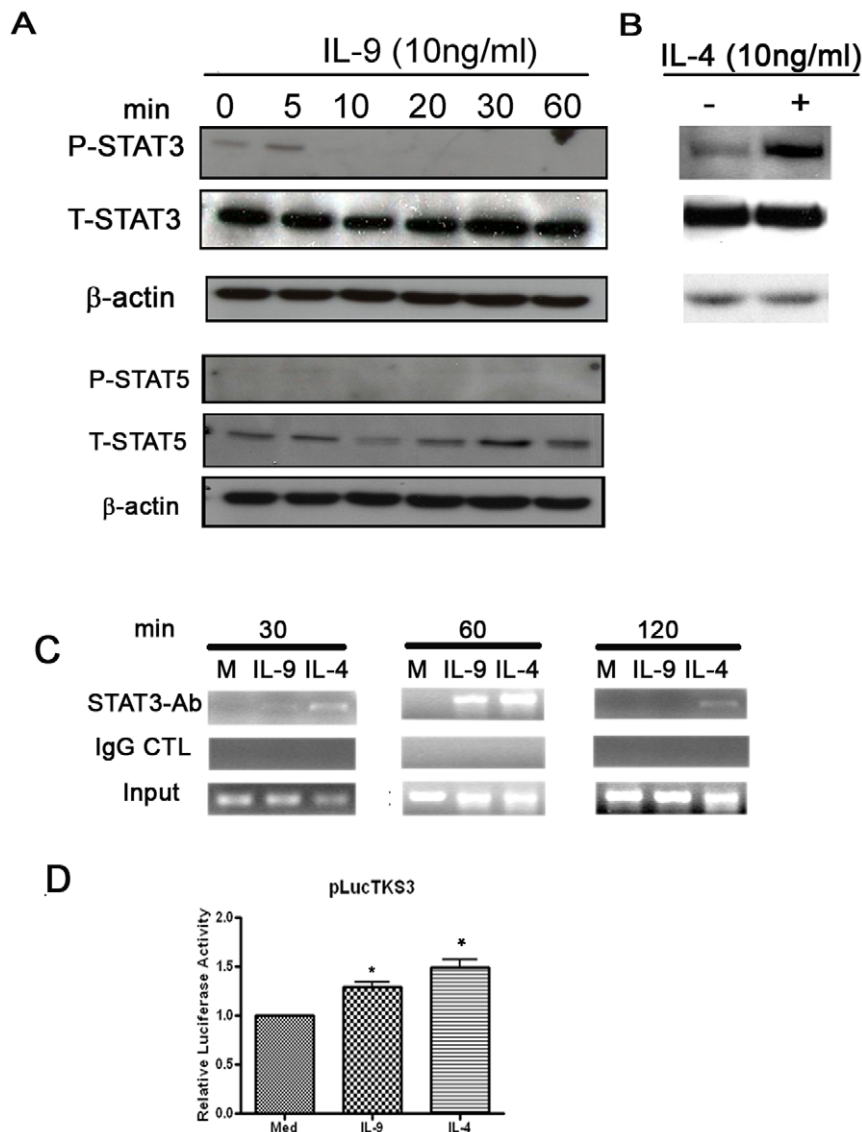 A
IL-9 (10ng/ml)
min 0 5 10 20 30 60
P-STAT3
T-STAT3
β-actin
P-STAT5
T-STAT5
β-actin
B
IL-4 (10ng/ml)
- +
C
min 30 60 120
M IL-9 IL-4 M IL-9 IL-4 M IL-9 IL-4
STAT3-Ab
IgG CTL
Input :
D
pLucTKS3
Relative Luciferase Activity
2.0
1.5
1.0
0.5
0.0
* *
Med IL-9 IL-4